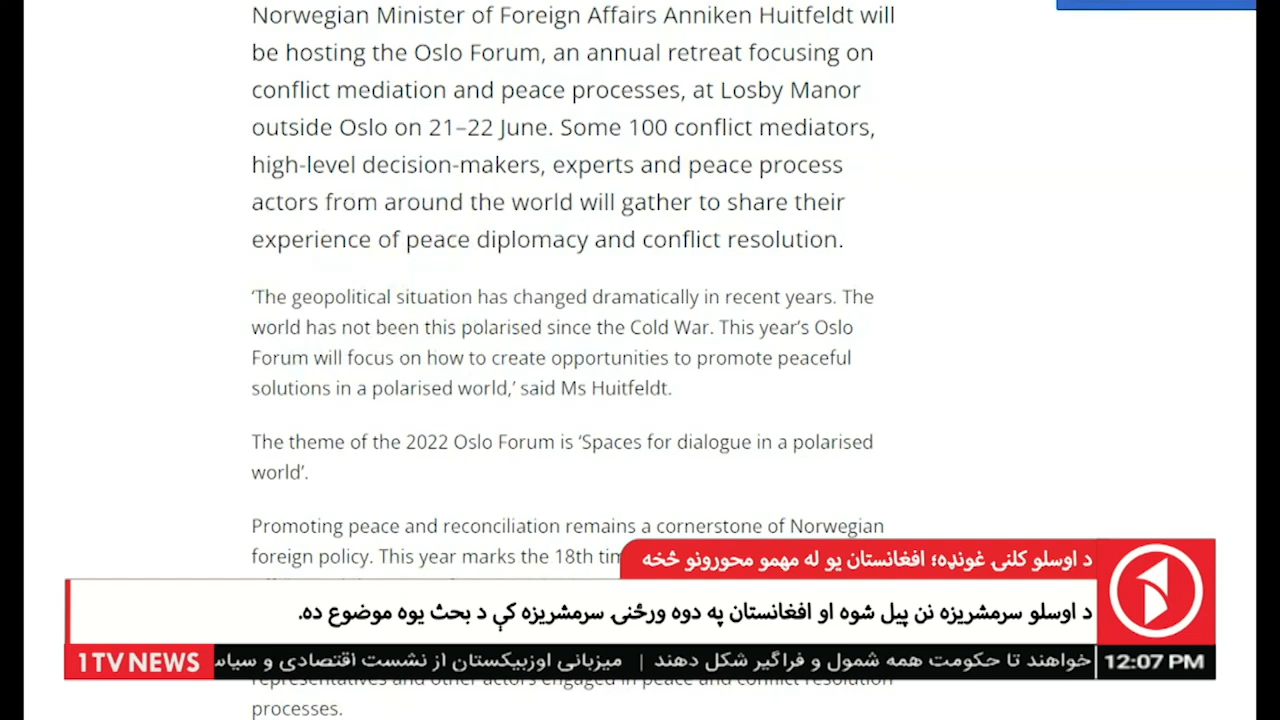 Norwegian Minister of Foreign Affairs Anniken Huitfeldt will
be hosting the Oslo Forum, an annual retreat focusing on
conflict mediation and peace processes, at Losby Manor
outside Oslo on 21–22 June. Some 100 conflict mediators,
high-level decision-makers, experts and peace process
actors from around the world will gather to share their
experience of peace diplomacy and conflict resolution.
‘The geopolitical situation has changed dramatically in recent years. The
world has not been this polarised since the Cold War. This year’s Oslo
Forum will focus on how to create opportunities to promote peaceful
solutions in a polarised world,’ said Ms Huitfeldt.
The theme of the 2022 Oslo Forum is ‘Spaces for dialogue in a polarised
world’.
Promoting peace and reconciliation remains a cornerstone of Norwegian
foreign policy. This year marks the 18th
د اوسلو کلنۍ غونډه؛ افغانستان یو له مهمو محورونو څخه
د اوسلو سرمشریزه نن پیل شوه او افغانستان په دوه ورځنۍ سرمشریزه کې د بحث یوه موضوع ده.
1TV NEWS
خواهند تا حکومت همه شمول و فراگیر شکل دهند | میزبانی اوزبیکستان از نشست اقتصادی و
12:07 PM
representatives and other actors engaged in peace and conflict resolution
processes.